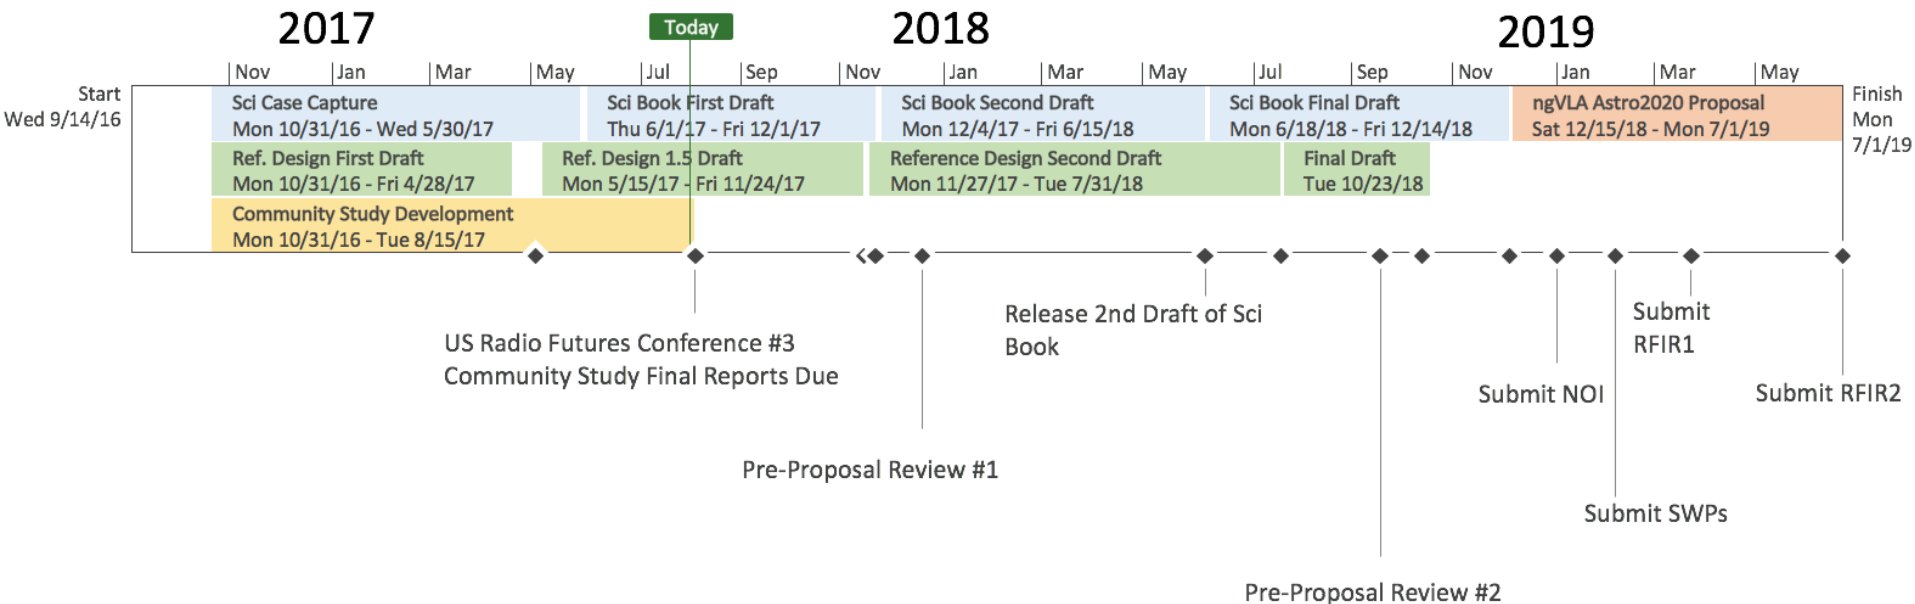 2017
Today
2018
2019
Nov Jan Mar May Jul Sep Nov Jan Mar May Jul Sep Nov Jan Mar May
Start
Wed 9/14/16
Sci Case Capture
Mon 10/31/16 - Wed 5/30/17
Sci Book First Draft
Thu 6/1/17 - Fri 12/1/17
Sci Book Second Draft
Mon 12/4/17 - Fri 6/15/18
Sci Book Final Draft
Mon 6/18/18 - Fri 12/14/18
ngVLA Astro2020 Proposal
Sat 12/15/18 - Mon 7/1/19
Finish
Mon
7/1/19
Ref. Design First Draft
Mon 10/31/16 - Fri 4/28/17
Ref. Design 1.5 Draft
Mon 5/15/17 - Fri 11/24/17
Reference Design Second Draft
Mon 11/27/17 - Tue 7/31/18
Final Draft
Tue 10/23/18
Community Study Development
Mon 10/31/16 - Tue 8/15/17
US Radio Futures Conference #3
Community Study Final Reports Due
Pre-Proposal Review #1
Release 2nd Draft of Sci
Book
Pre-Proposal Review #2
Submit NOI
Submit SWPs
Submit
RFIR1
Submit RFIR2